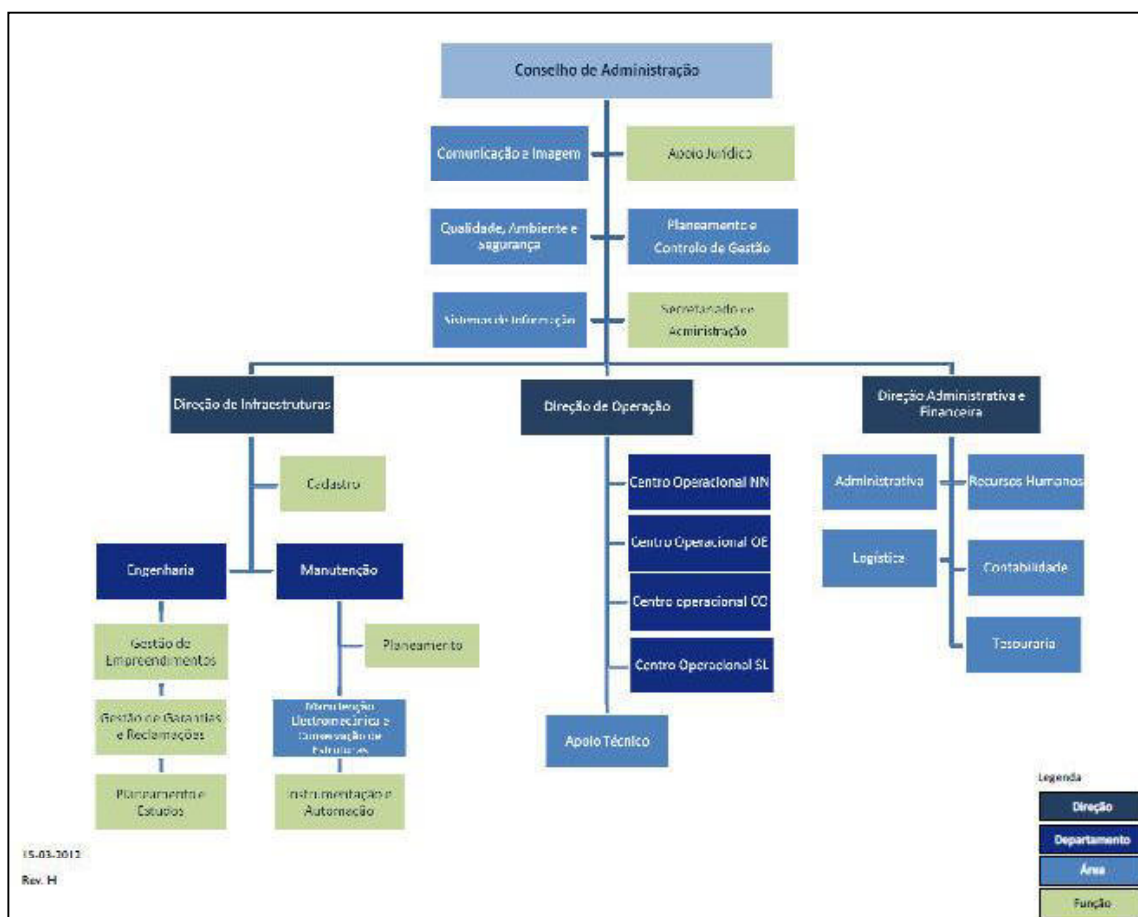 Conselho de Administração
Comunicação e Imagem
Apoio Jurídico
Qualidade, Ambiente e
Segurança
Planeamento e
Controlo de Gestão
Sistemas de Informação
Secretariado de
Administração
Direção de Infraestruturas
Direção de Operação
Direção Administrativa e
Financeira
Cadastro
Centro Operacional NN
Administrativa
Recursos Humanos
Engenharia
Manutenção
Centro Operacional OE
Logística
Contabilidade
Centro operacional CO
Gestão de
Empreendimentos
Planeamento
Centro Operacional SL
Tesouraria
Gestão de Garantias
e Reclamações
Manutenção
Electromecânica e
Conservação de
Estruturas
Apoio Técnico
Planeamento e
Estudos
Instrumentação e
Automação
Legenda
Direção
Departamento
Área
Função
15-03-2012
Rev. H